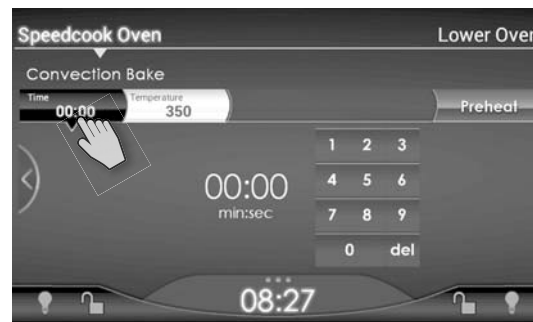 Speedcook Oven Lower Oven
Convection Bake
Time Temperature
00:00 350 Preheat
1 2 3
00:00 4 5 6
min:sec 7 8 9
0 del
08:27